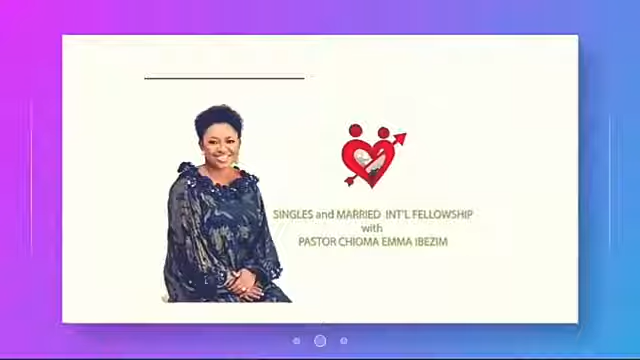 SINGLES and MARRIED INT'L FELLOWSHIP
with
PASTOR CHIOMA EMMA IBEZIM